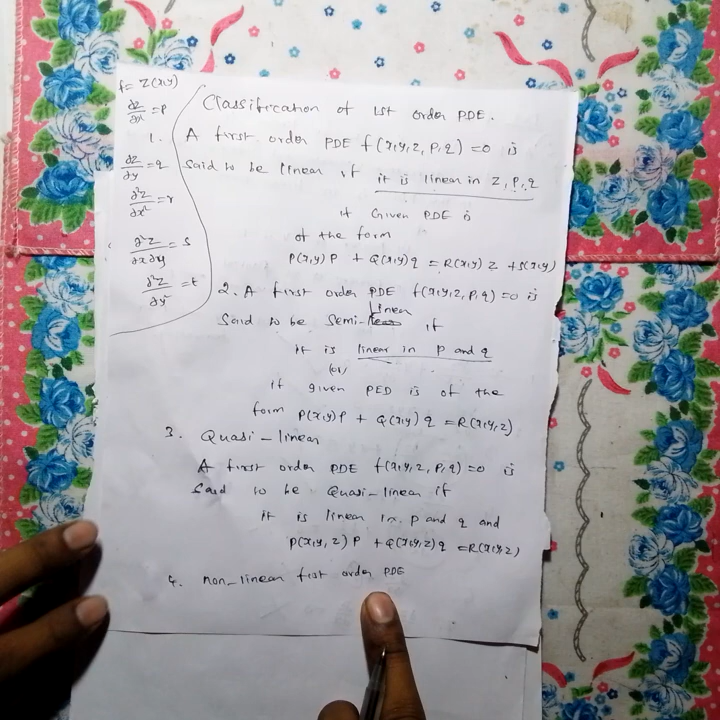 f = Z(x,y)
∂z/∂x = p
∂z/∂y = q
∂²z/∂x² = r
∂²z/∂x∂y = s
∂²z/∂y² = t
Classification of 1st order PDE.
1. A first order PDE f(x,y,z,p,q) = 0 is
Said to be linear if it is linear in z, p, q
if Given PDE is
of the form
P(x,y)p + Q(x,y)q = R(x,y)z + S(x,y)
2. A first order PDE f(x,y,z,p,q) = 0 is
Said to be Semi-linear if
it is linear in p and q
(or)
if given PED is of the
form P(x,y)p + Q(x,y)q = R(x,y,z)
3. Quasi-linear
A first order PDE f(x,y,z,p,q) = 0 is
Said to be Quasi-linear if
it is linear in p and q and
P(x,y,z)p + Q(x,y,z)q = R(x,y,z)
4. non-linear first order PDE